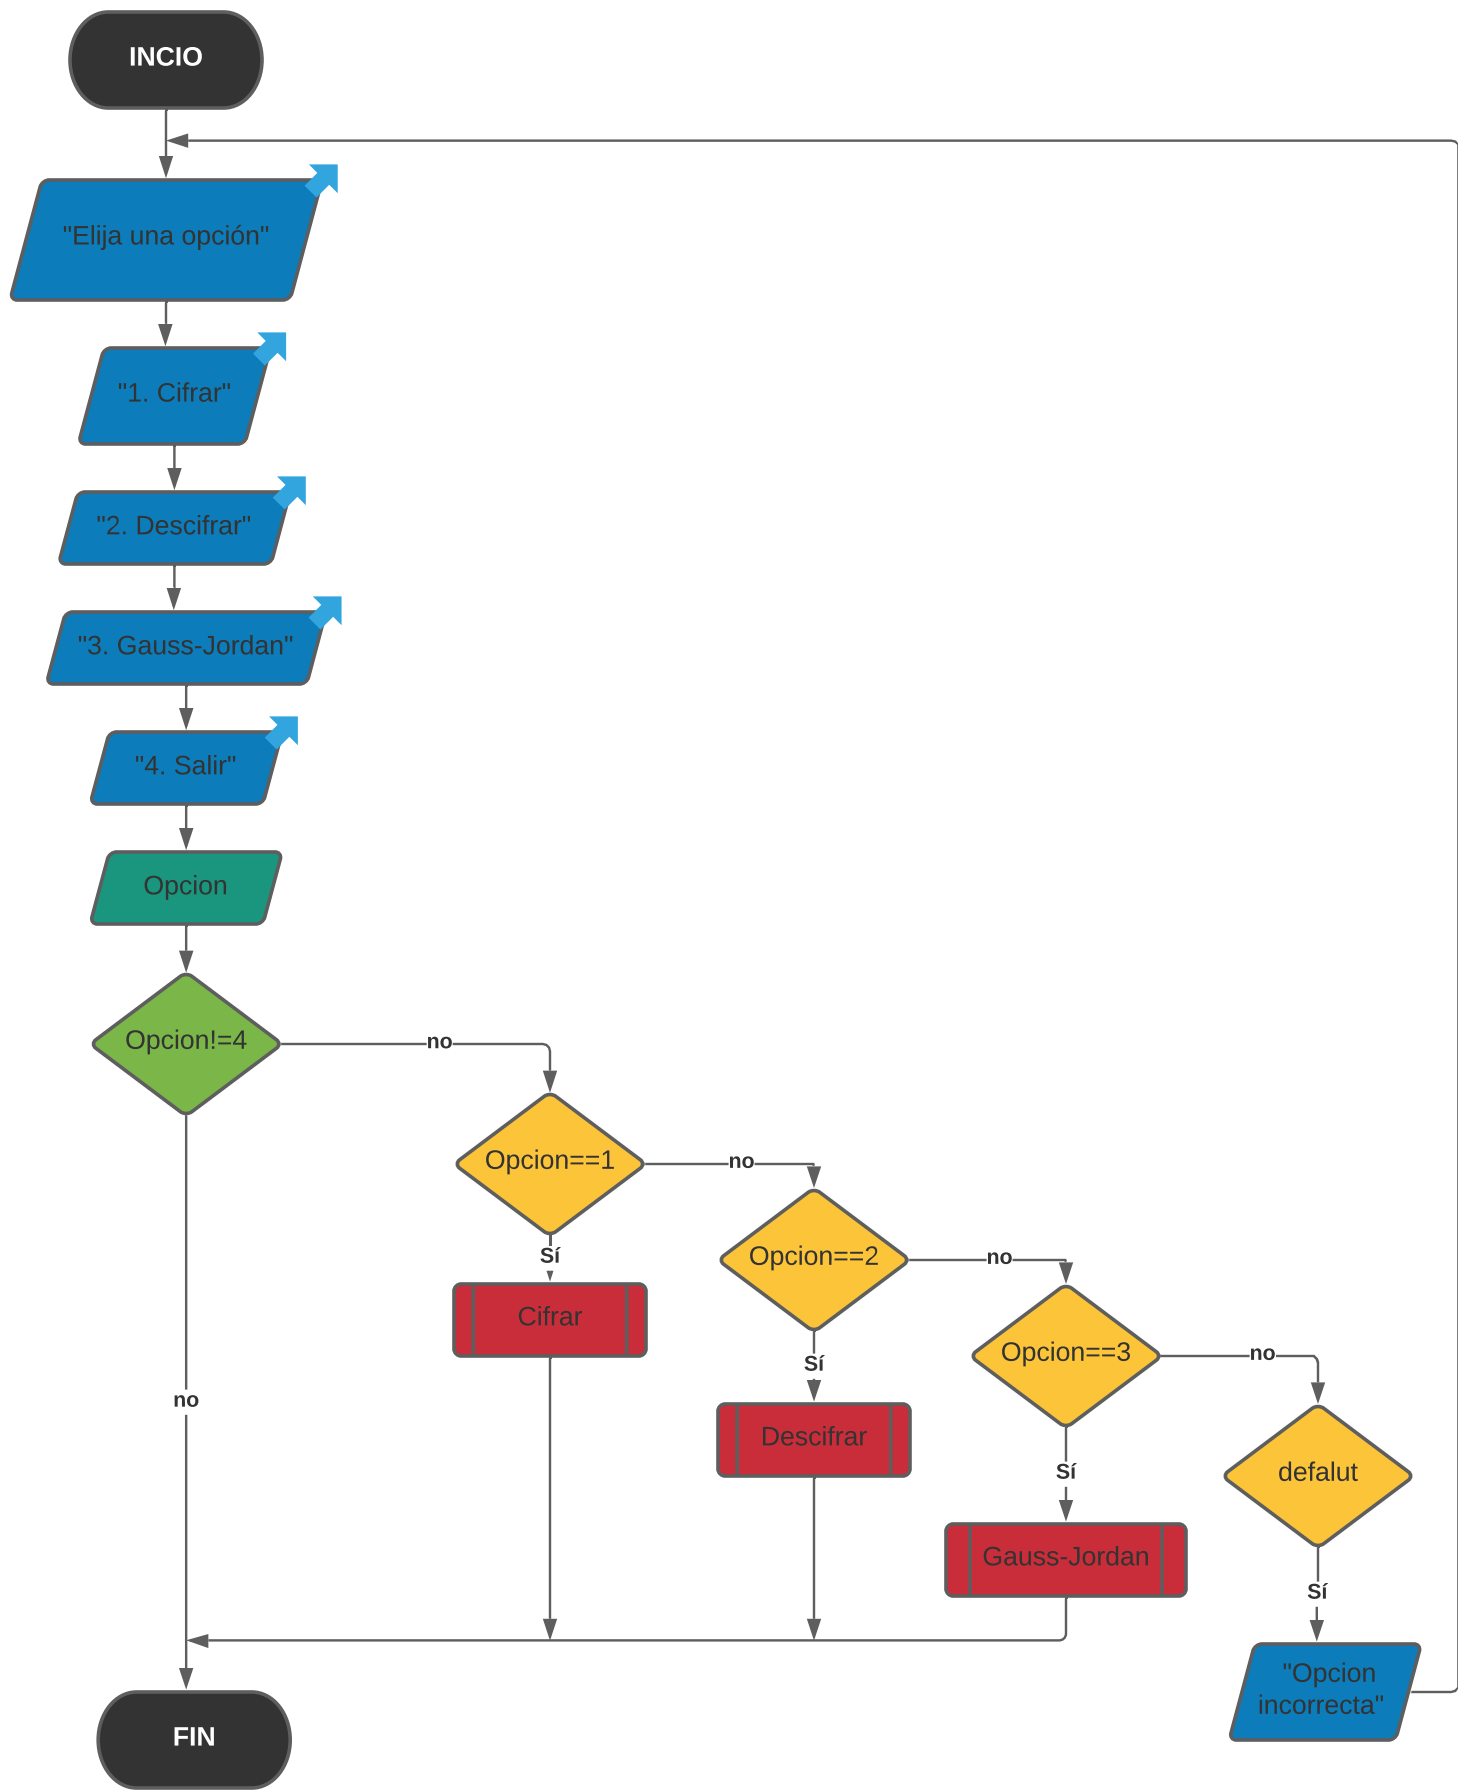 INCIO
"Elija una opción"
"1. Cifrar"
"2. Descifrar"
"3. Gauss-Jordan"
"4. Salir"
Opcion
Opcion!=4
no
no
Opcion==1
no
Sí
Cifrar
Opcion==2
no
Sí
Descifrar
Opcion==3
no
Sí
Gauss-Jordan
defalut
Sí
"Opcion
incorrecta"
FIN